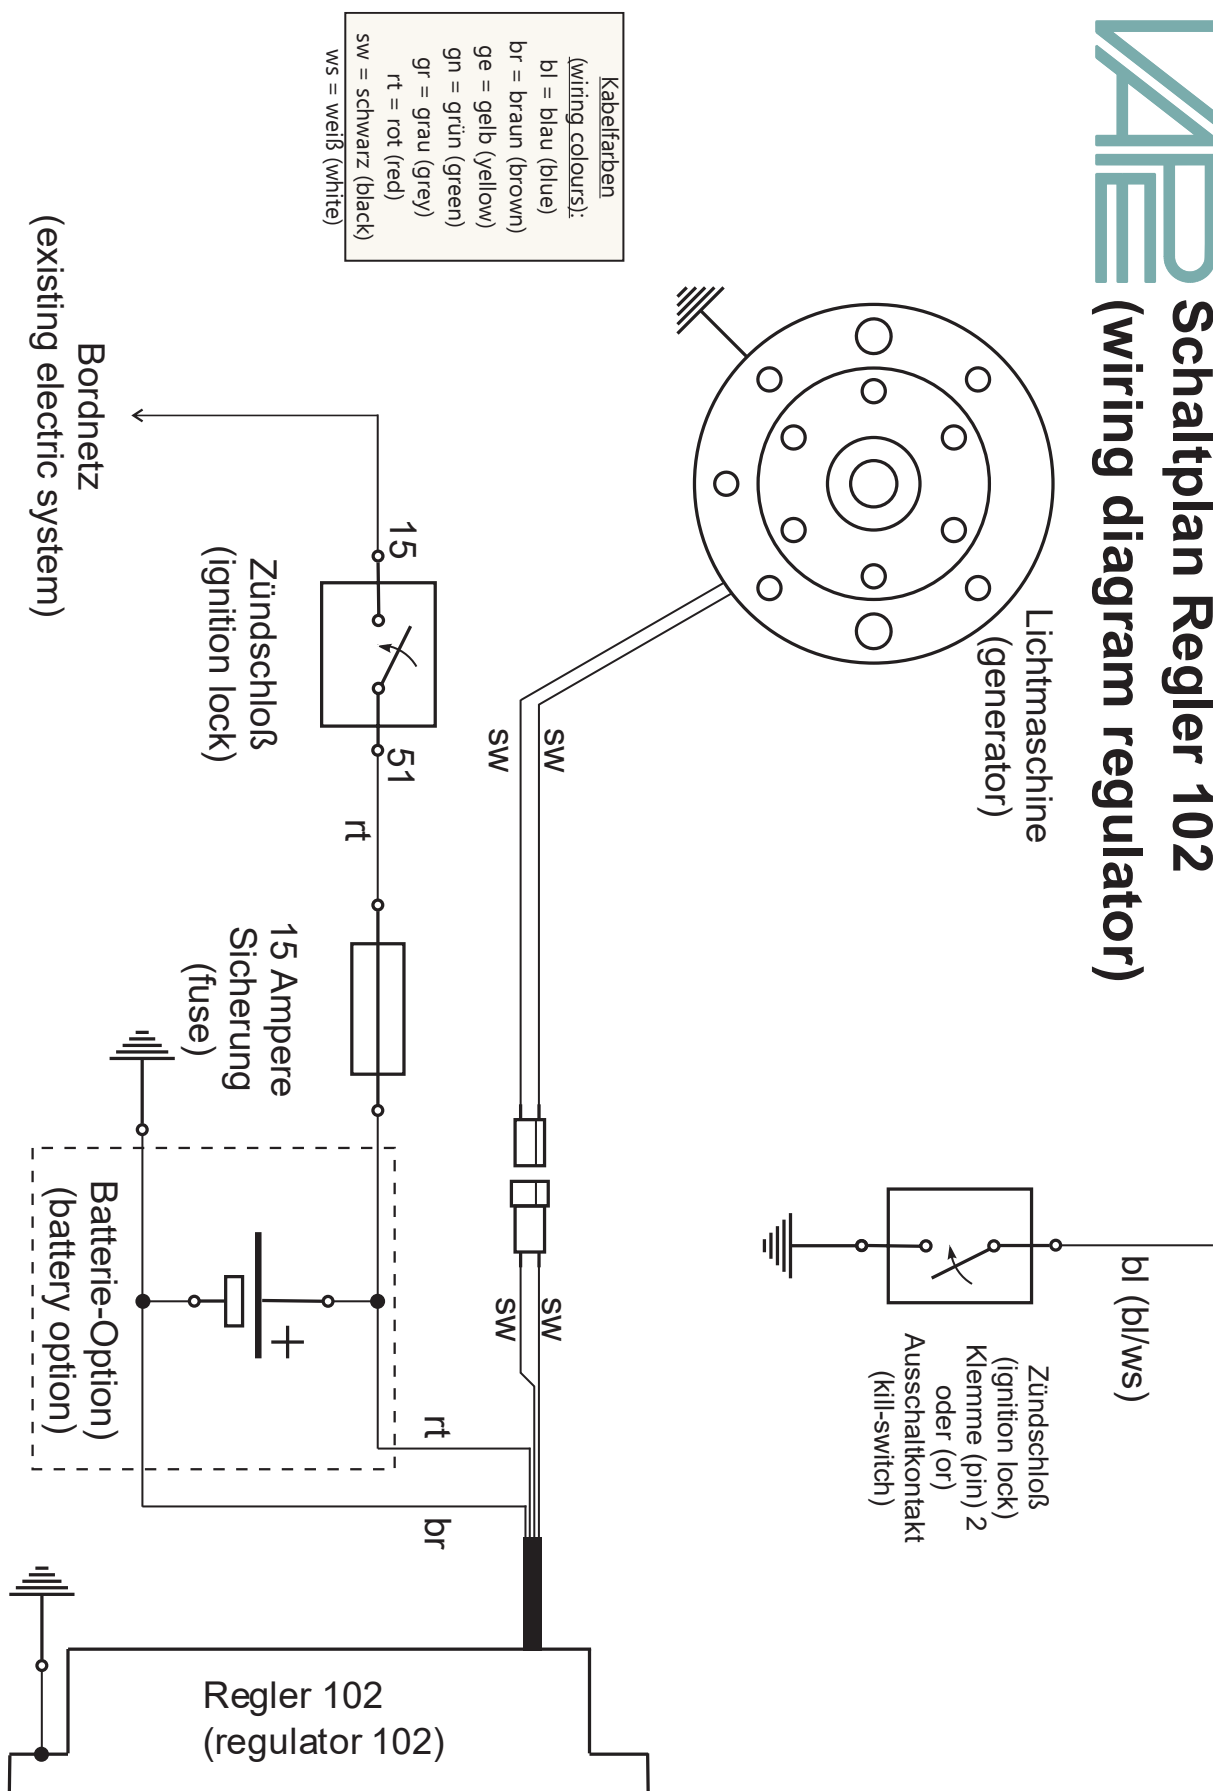 VAPE
Schaltplan Regler 102
(wiring diagram regulator)
Kabelfarben
(wiring colours):
bl = blau (blue)
br = braun (brown)
ge = gelb (yellow)
gn = grün (green)
gr = grau (grey)
rt = rot (red)
sw = schwarz (black)
ws = weiß (white)
Lichtmaschine
(generator)
bl (bl/ws)
Zündschloß
(ignition lock)
Klemme (pin) 2
oder (or)
Ausschaltkontakt
(kill-switch)
sw
sw
sw
sw
15
51
rt
Zündschloß
(ignition lock)
15 Ampere
Sicherung
(fuse)
Bordnetz
(existing electric system)
+
Batterie-Option
(battery option)
rt
br
Regler 102
(regulator 102)